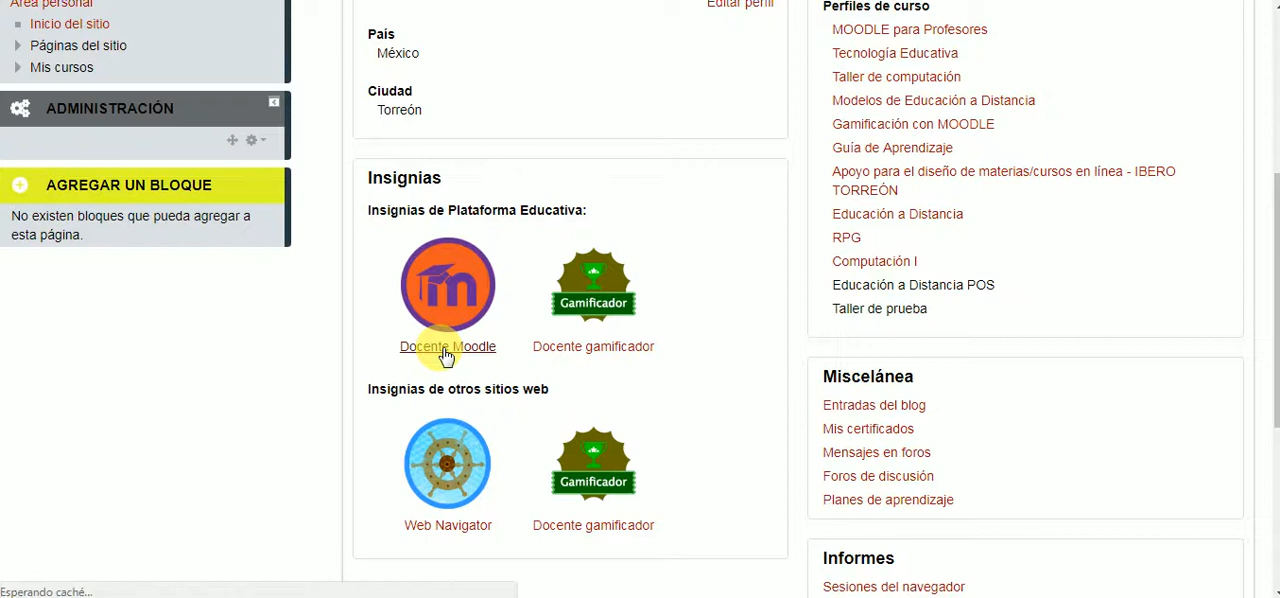 Área personal
Inicio del sitio
Páginas del sitio
Mis cursos
ADMINISTRACIÓN
AGREGAR UN BLOQUE
No existen bloques que pueda agregar a
esta página.
Editar perfil
País
México
Ciudad
Torreón
Insignias
Insignias de Plataforma Educativa:
Gamificador
Docente Moodle
Docente gamificador
Insignias de otros sitios web
Gamificador
Web Navigator
Docente gamificador
Perfiles de curso
MOODLE para Profesores
Tecnología Educativa
Taller de computación
Modelos de Educación a Distancia
Gamificación con MOODLE
Guía de Aprendizaje
Apoyo para el diseño de materias/cursos en línea - IBERO
TORREÓN
Educación a Distancia
RPG
Computación I
Educación a Distancia POS
Taller de prueba
Miscelánea
Entradas del blog
Mis certificados
Mensajes en foros
Foros de discusión
Planes de aprendizaje
Informes
Sesiones del navegador
Esperando caché...